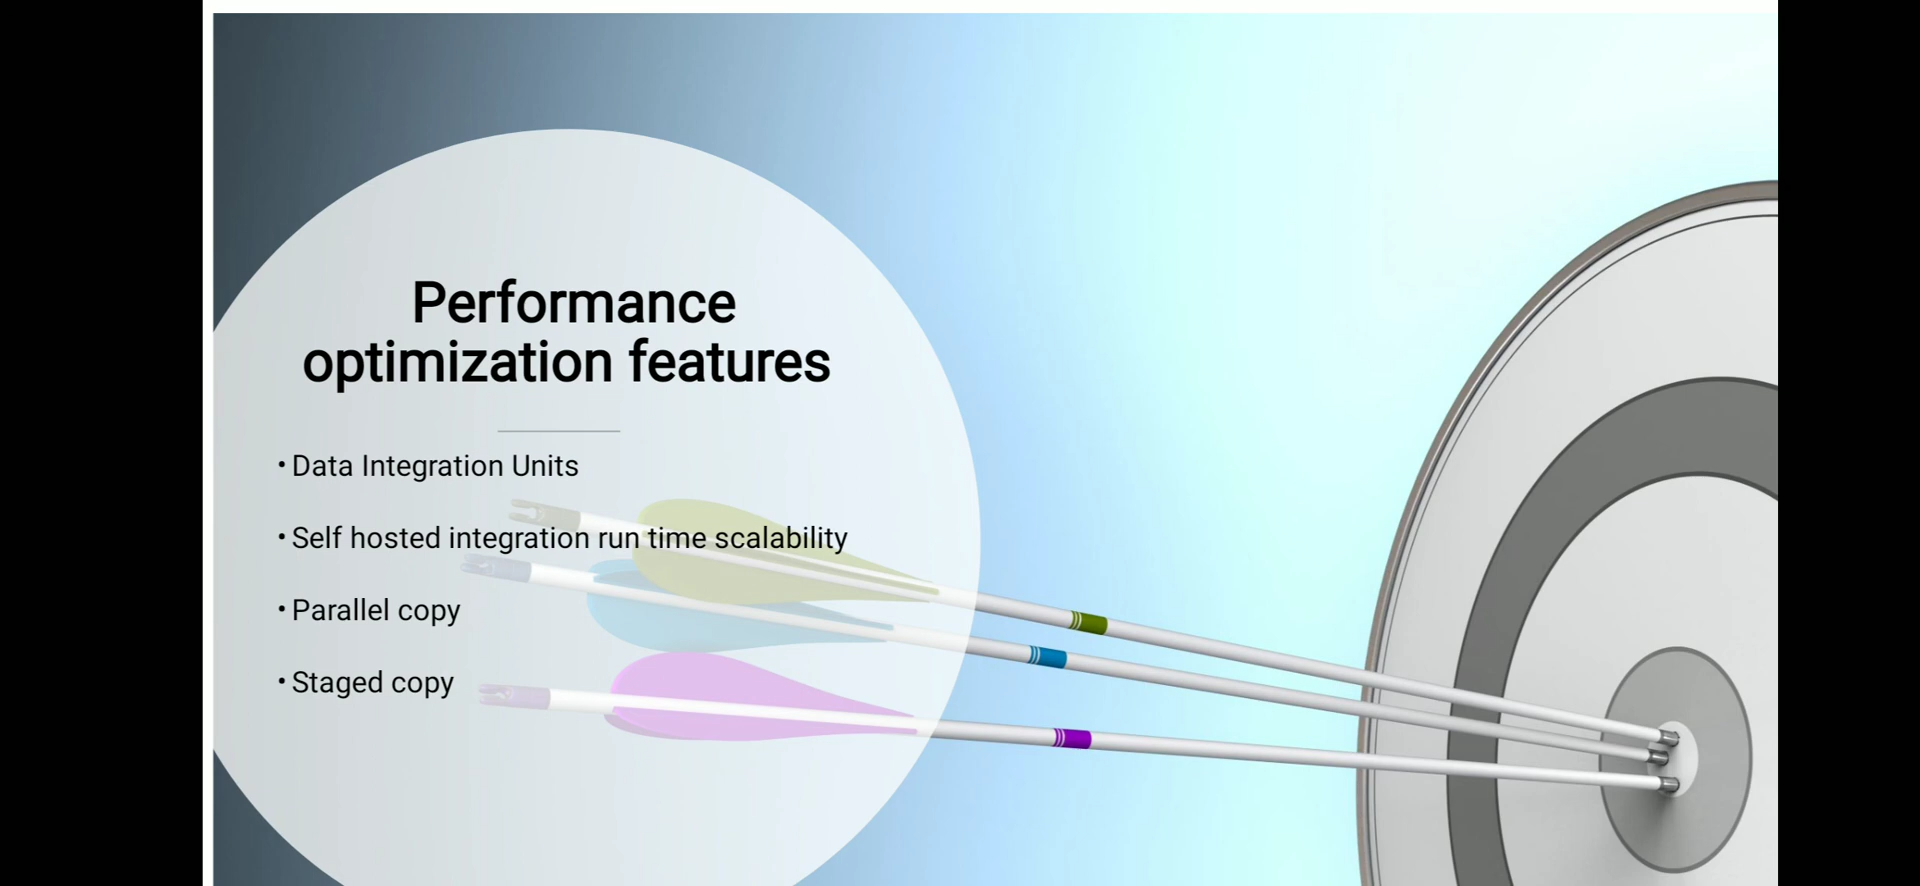 Performance
optimization features
• Data Integration Units
• Self hosted integration run time scalability
• Parallel copy
• Staged copy